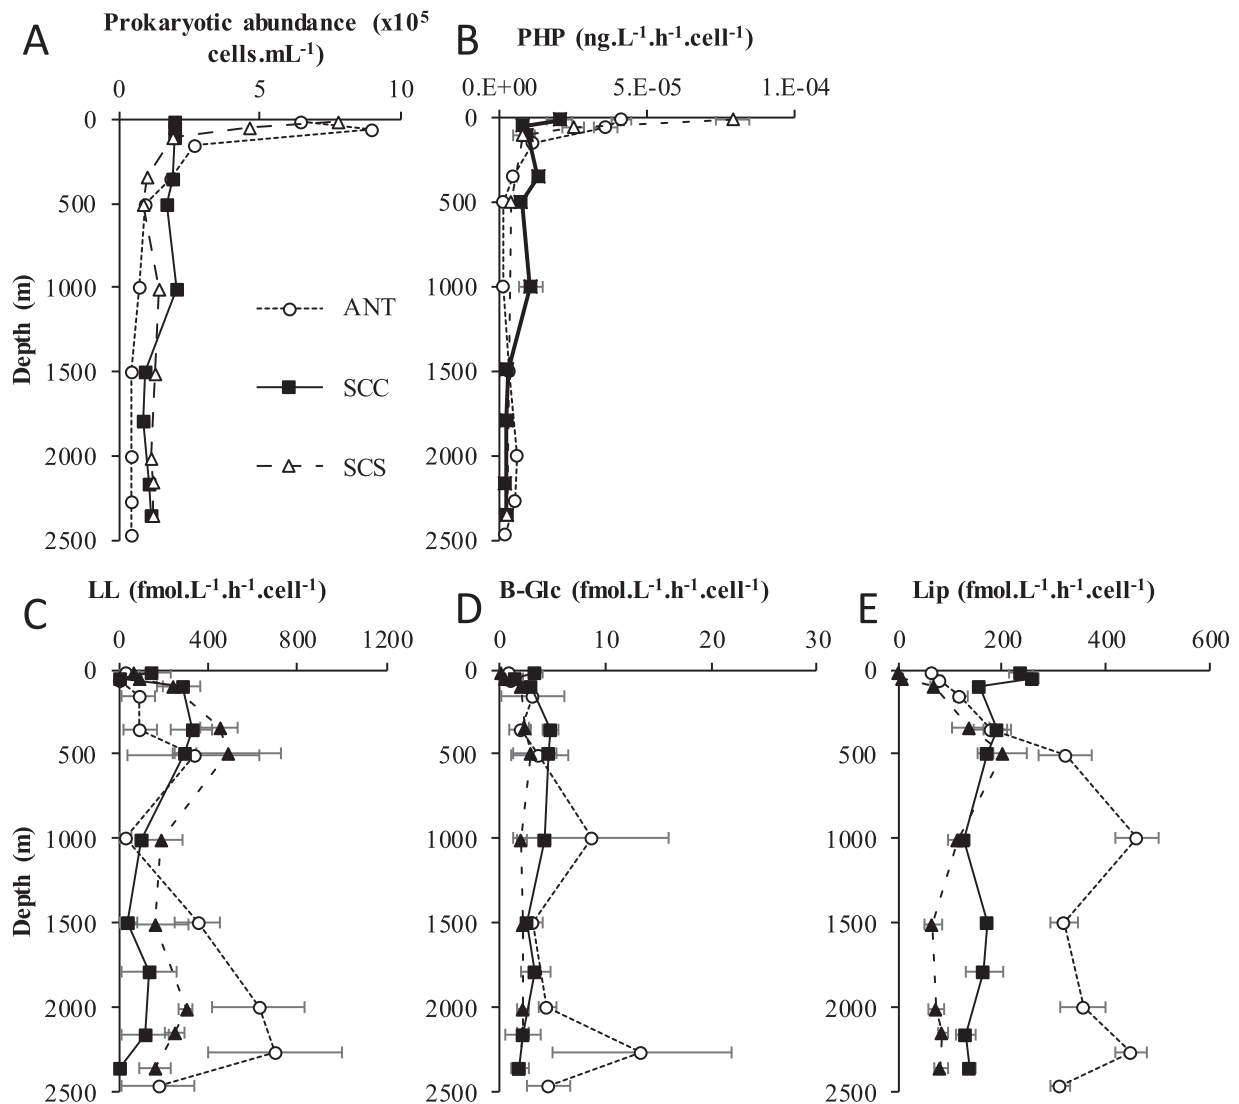 A
Prokaryotic abundance (x10⁵
cells.mL⁻¹)
0 5 10
0
500
1000
1500
2000
2500
Depth (m)
ANT
SCC
SCS
B
PHP (ng.L⁻¹.h⁻¹.cell⁻¹)
0.E+00 5.E-05 1.E-04
0
500
1000
1500
2000
2500
C
LL (fmol.L⁻¹.h⁻¹.cell⁻¹)
0 400 800 1200
0
500
1000
1500
2000
2500
Depth (m)
D
B-Glc (fmol.L⁻¹.h⁻¹.cell⁻¹)
0 10 20 30
0
500
1000
1500
2000
2500
E
Lip (fmol.L⁻¹.h⁻¹.cell⁻¹)
0 200 400 600
0
500
1000
1500
2000
2500